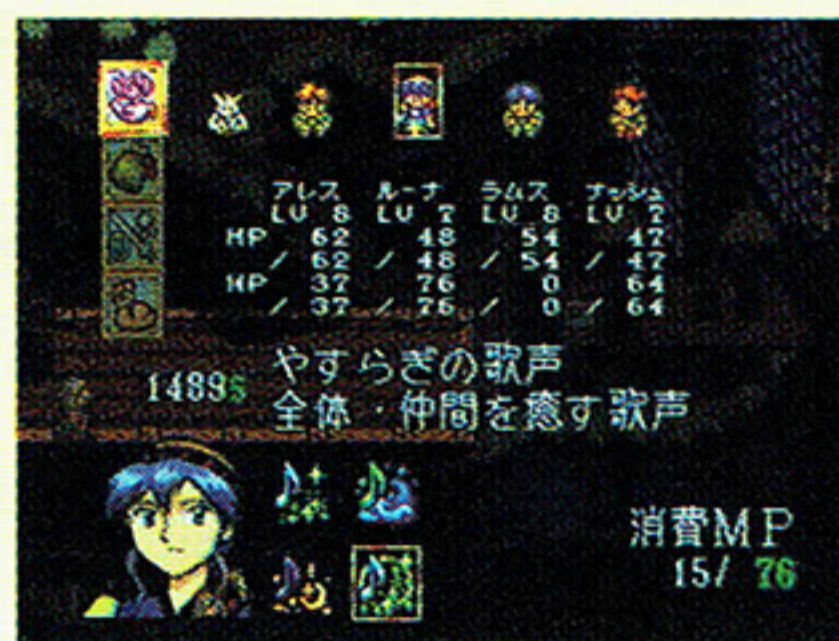 アレス ルーナ ラムス ナッシュ
LV 8 LV 7 LV 8 LV 7
HP 62 48 54 47
/ 62 / 48 / 54 / 47
MP 37 76 0 64
/ 37 / 76 / 0 / 64
やすらぎの歌声
1489S
全体・仲間を癒す歌声
消費MP
15/ 76